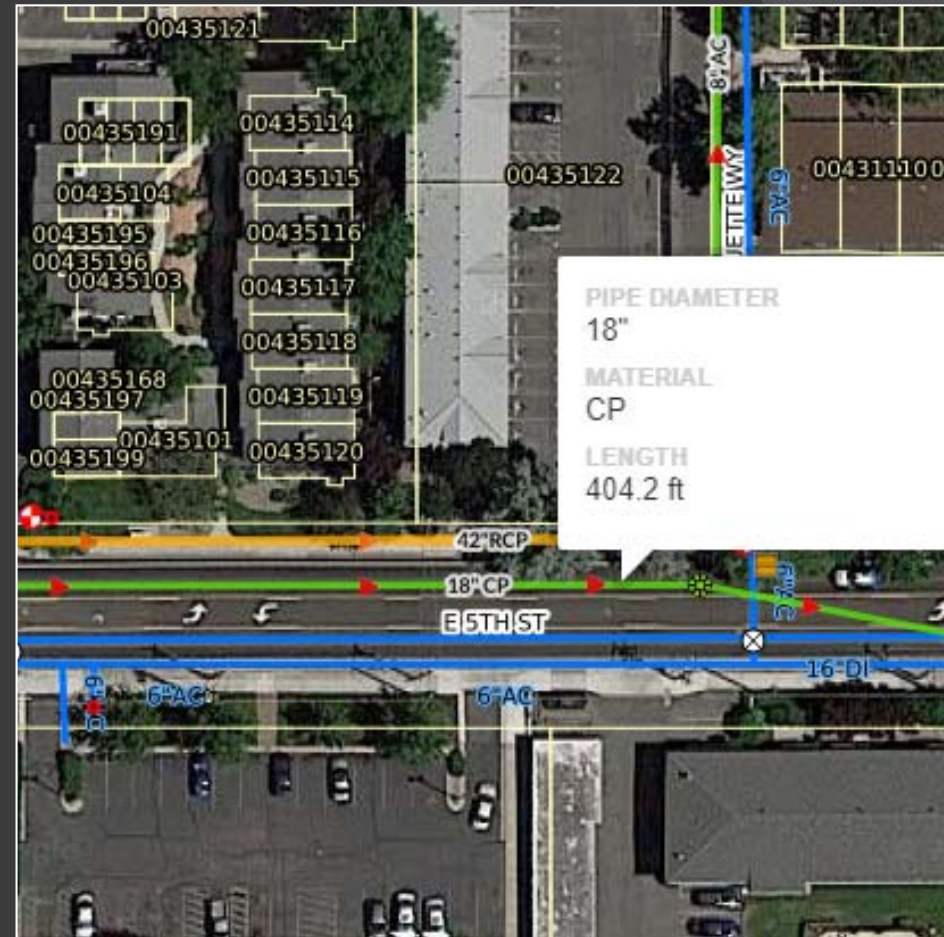 00435121
8"AC
00435191
00435114
00435104
00435115
00435122
6"AC
004311100
00435195
00435116
00435196
00435103
00435117
PIPE DIAMETER
18"
MATERIAL
CP
LENGTH
404.2 ft
00435118
00435168
00435197
00435119
00435101
00435120
00435199
42"RCP
18" CP
E 5TH ST
16" DI
6"AC
6"AC